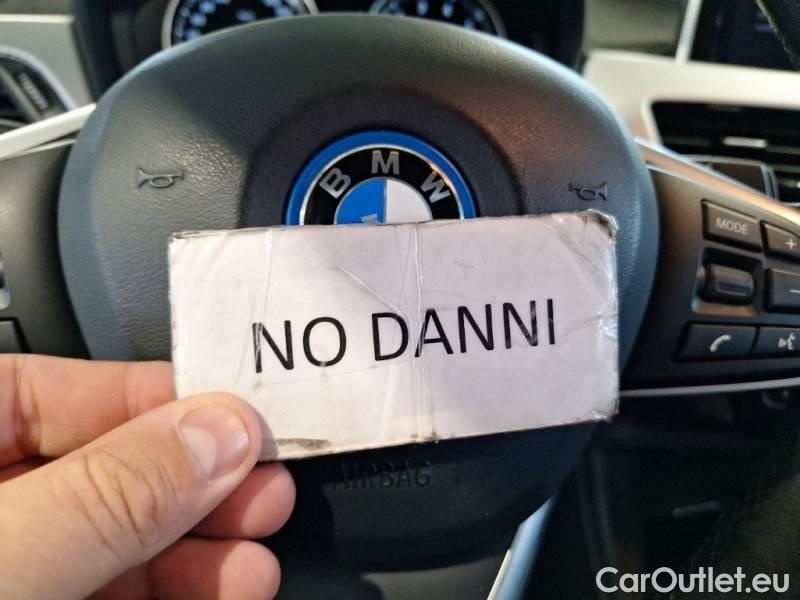 BMW
MODE
+
NO DANNI
AIRBAG
CarOutlet.eu